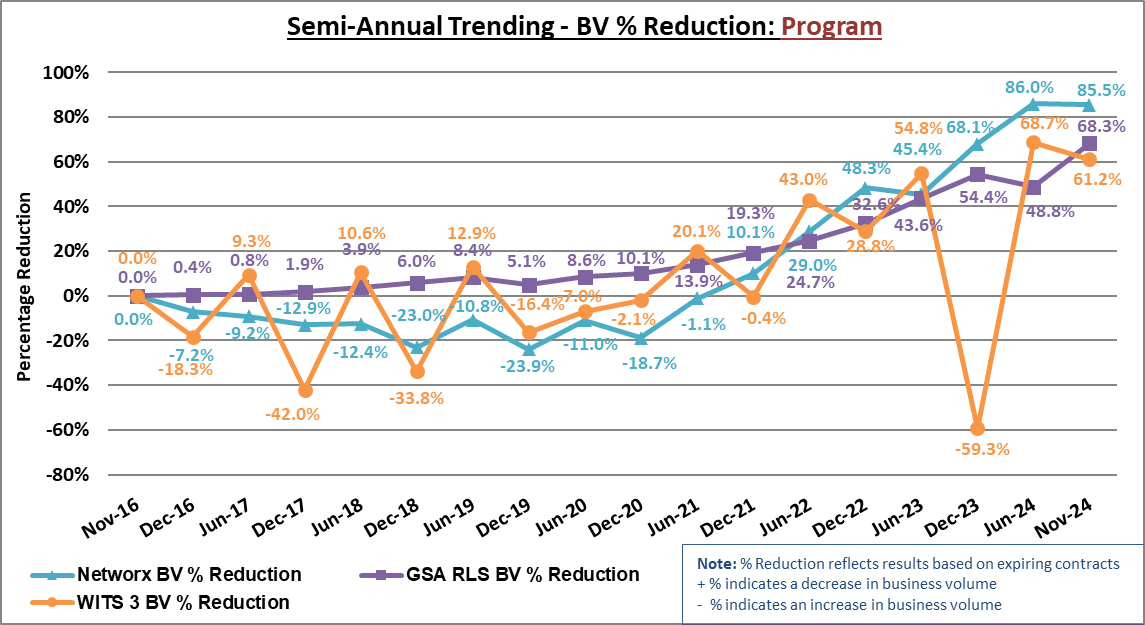 Semi-Annual Trending - BV % Reduction: Program
Percentage Reduction
100%
80%
60%
40%
20%
0%
-20%
-40%
-60%
-80%
86.0% 85.5%
54.8% 68.1% 68.7% 68.3%
48.3% 45.4%
43.0% 61.2%
19.3% 32.6% 54.4% 48.8%
20.1% 10.1% 43.6%
0.0% 9.3% 10.6% 12.9% 28.8%
0.0% 0.4% 0.8% 1.9% 3.9% 6.0% 8.4% 5.1% 8.6% 10.1% 13.9% 29.0%
24.7%
0.0% -12.9% -23.0% -10.8% -16.4% -7.0% -2.1% -1.1% -0.4%
-7.2% -9.2% -12.4% -23.9% -11.0% -18.7%
-18.3%
-42.0% -33.8% -59.3%
Nov-16 Dec-16 Jun-17 Dec-17 Jun-18 Dec-18 Jun-19 Dec-19 Jun-20 Dec-20 Jun-21 Dec-21 Jun-22 Dec-22 Jun-23 Dec-23 Jun-24 Nov-24
Networx BV % Reduction GSA RLS BV % Reduction
WITS 3 BV % Reduction
Note: % Reduction reflects results based on expiring contracts
+ % indicates a decrease in business volume
- % indicates an increase in business volume